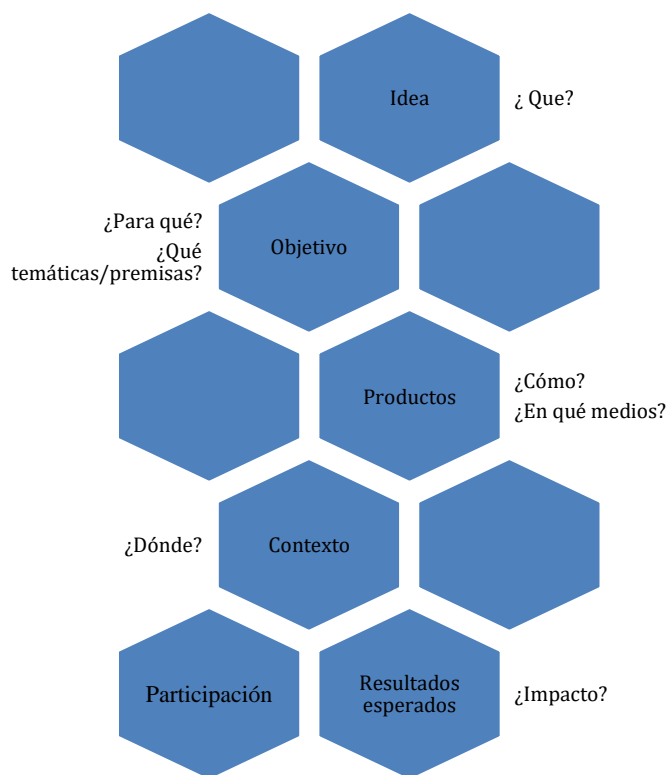 Idea
¿ Que?
¿Para qué?
¿Qué
temáticas/premisas?
Objetivo
Productos
¿Cómo?
¿En qué medios?
¿Dónde?
Contexto
Participación
Resultados
esperados
¿Impacto?